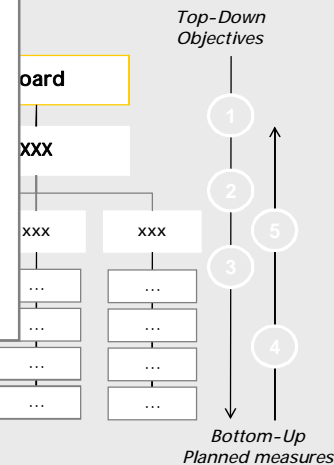 Top-Down
Objectives
oard
1
xxx
2
xxx
xxx
5
3
...
...
...
...
4
...
...
...
...
Bottom-Up
Planned measures